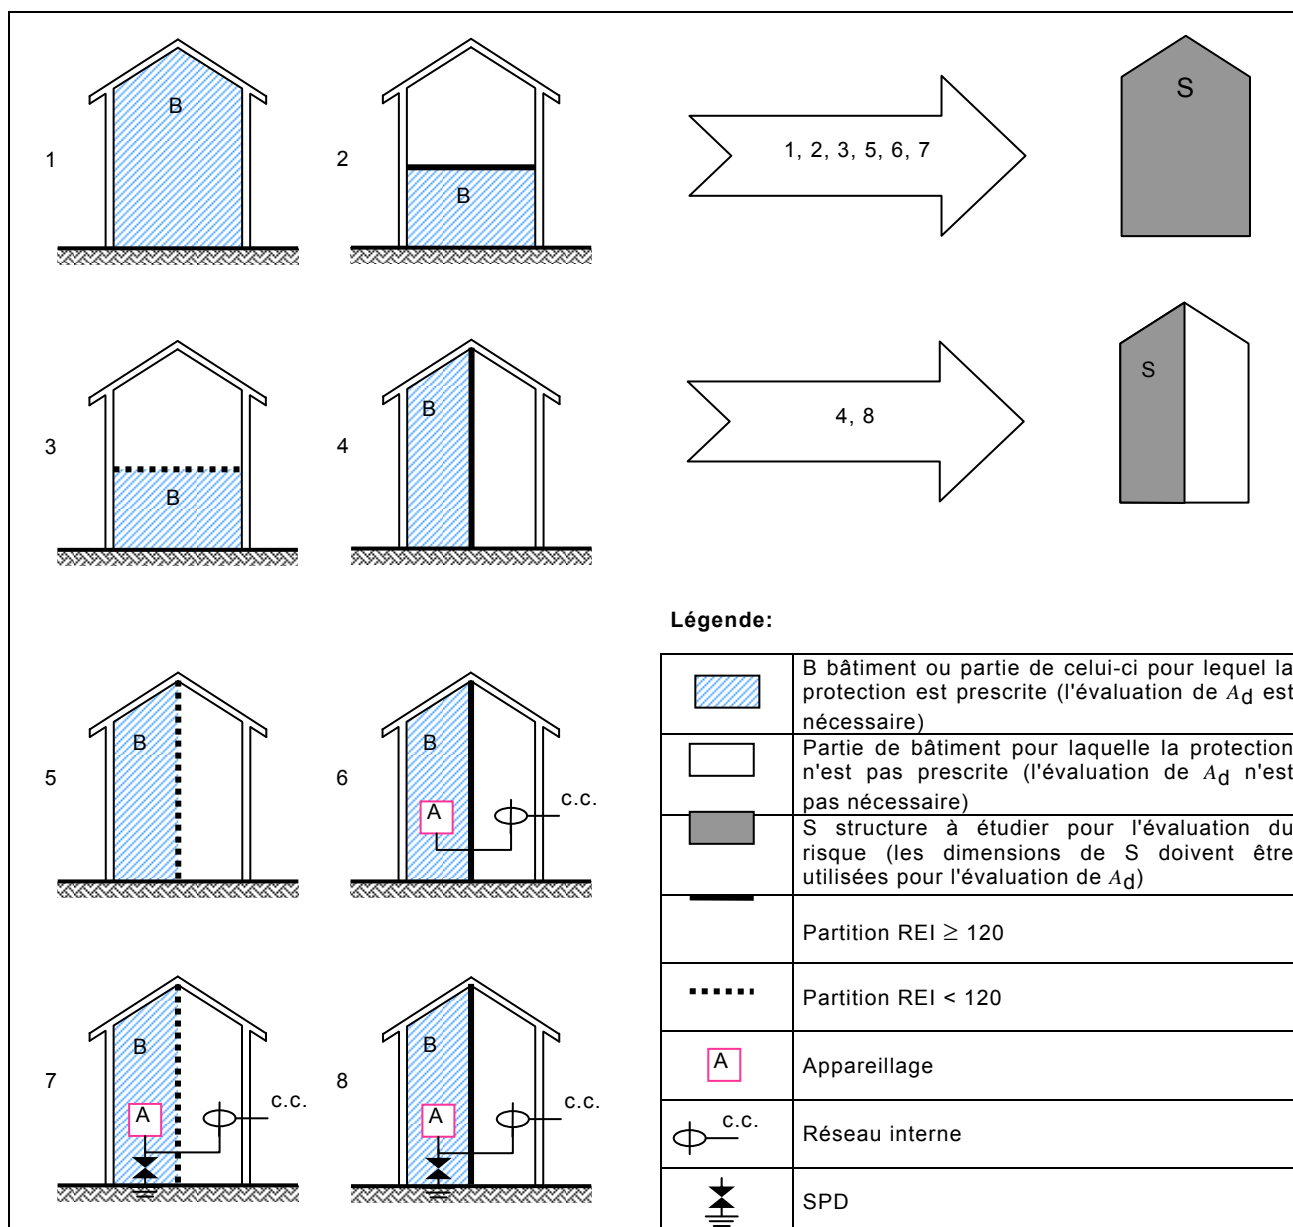 B
B
1
2
1, 2, 3, 5, 6, 7
S
B
B
3
4
4, 8
S
Légende:
B bâtiment ou partie de celui-ci pour lequel la
protection est prescrite (l'évaluation de Ad est
nécessaire)
Partie de bâtiment pour laquelle la protection
n'est pas prescrite (l'évaluation de Ad n'est
pas nécessaire)
S structure à étudier pour l'évaluation du
risque (les dimensions de S doivent être
utilisées pour l'évaluation de Ad)
Partition REI ≥ 120
Partition REI < 120
A
Appareillage
c.c.
Réseau interne
SPD
B
B
5
6
A
c.c.
B
B
7
8
A
c.c.
A
c.c.